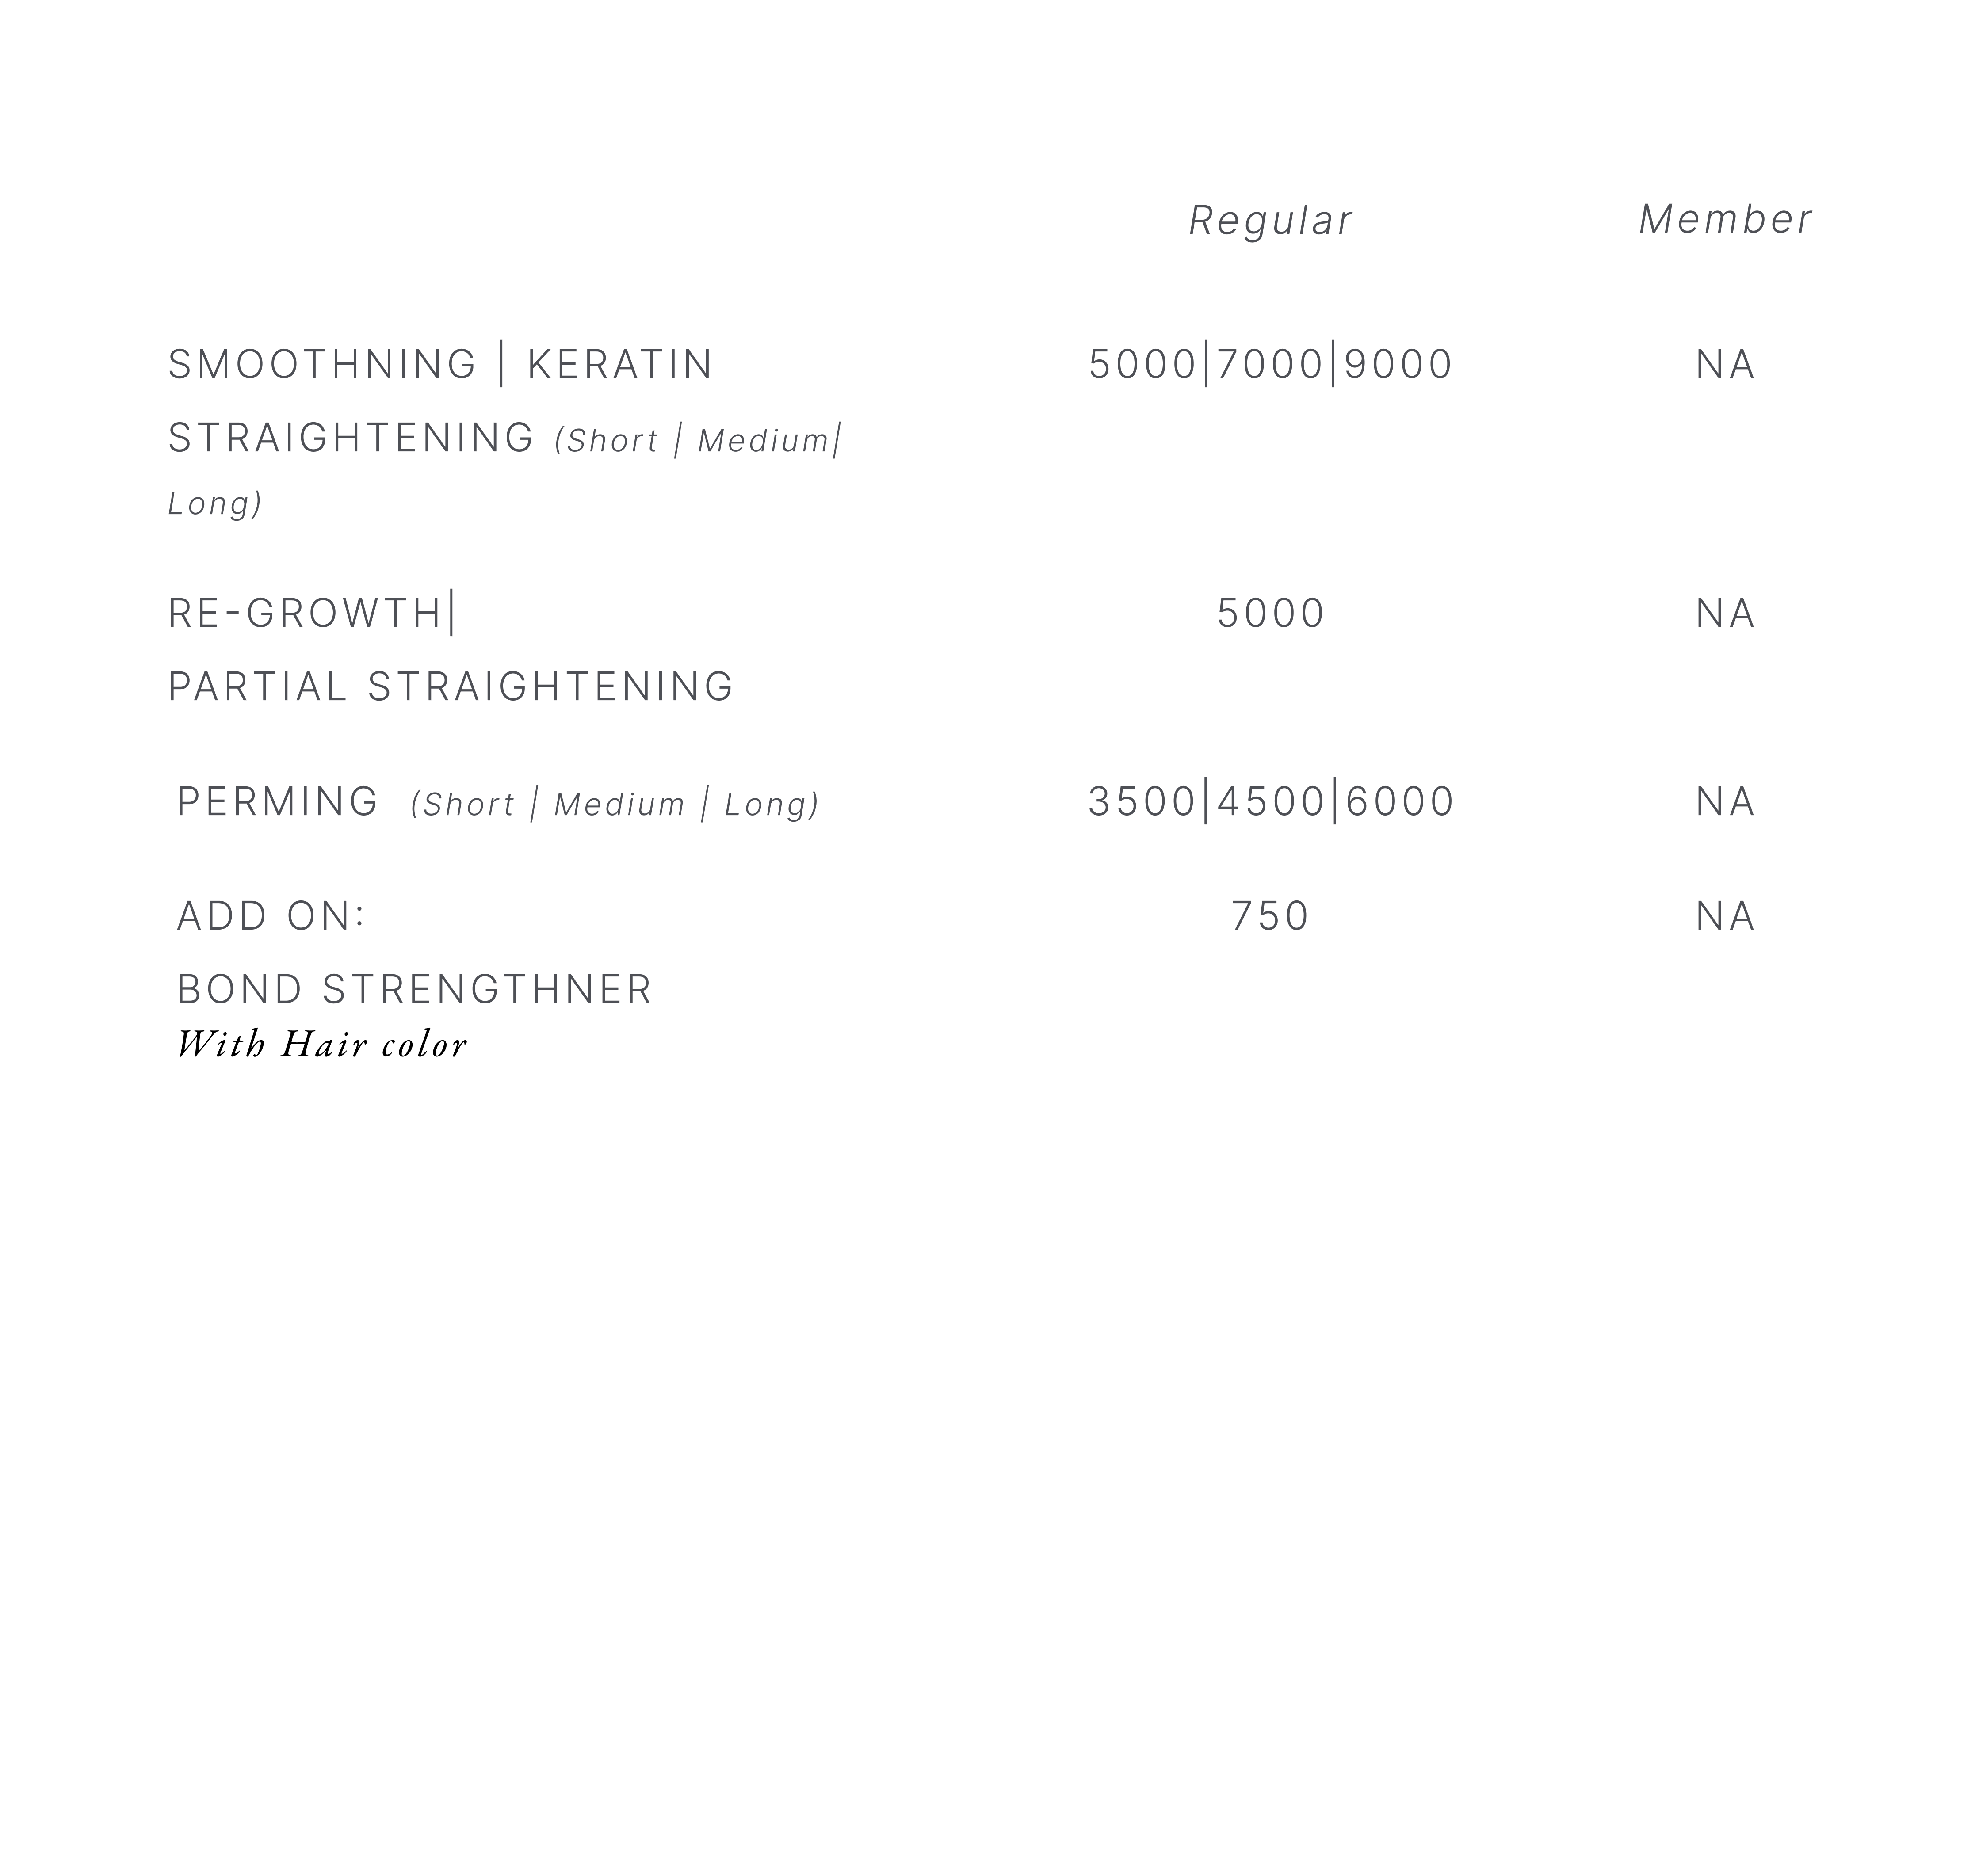 Regular Member
SMOOTHNING | KERATIN 5000|7000|9000 NA
STRAIGHTENING (Short | Medium|
Long)
RE-GROWTH| 5000 NA
PARTIAL STRAIGHTENING
PERMING (Short | Medium | Long) 3500|4500|6000 NA
ADD ON: 750 NA
BOND STRENGTHNER
With Hair color